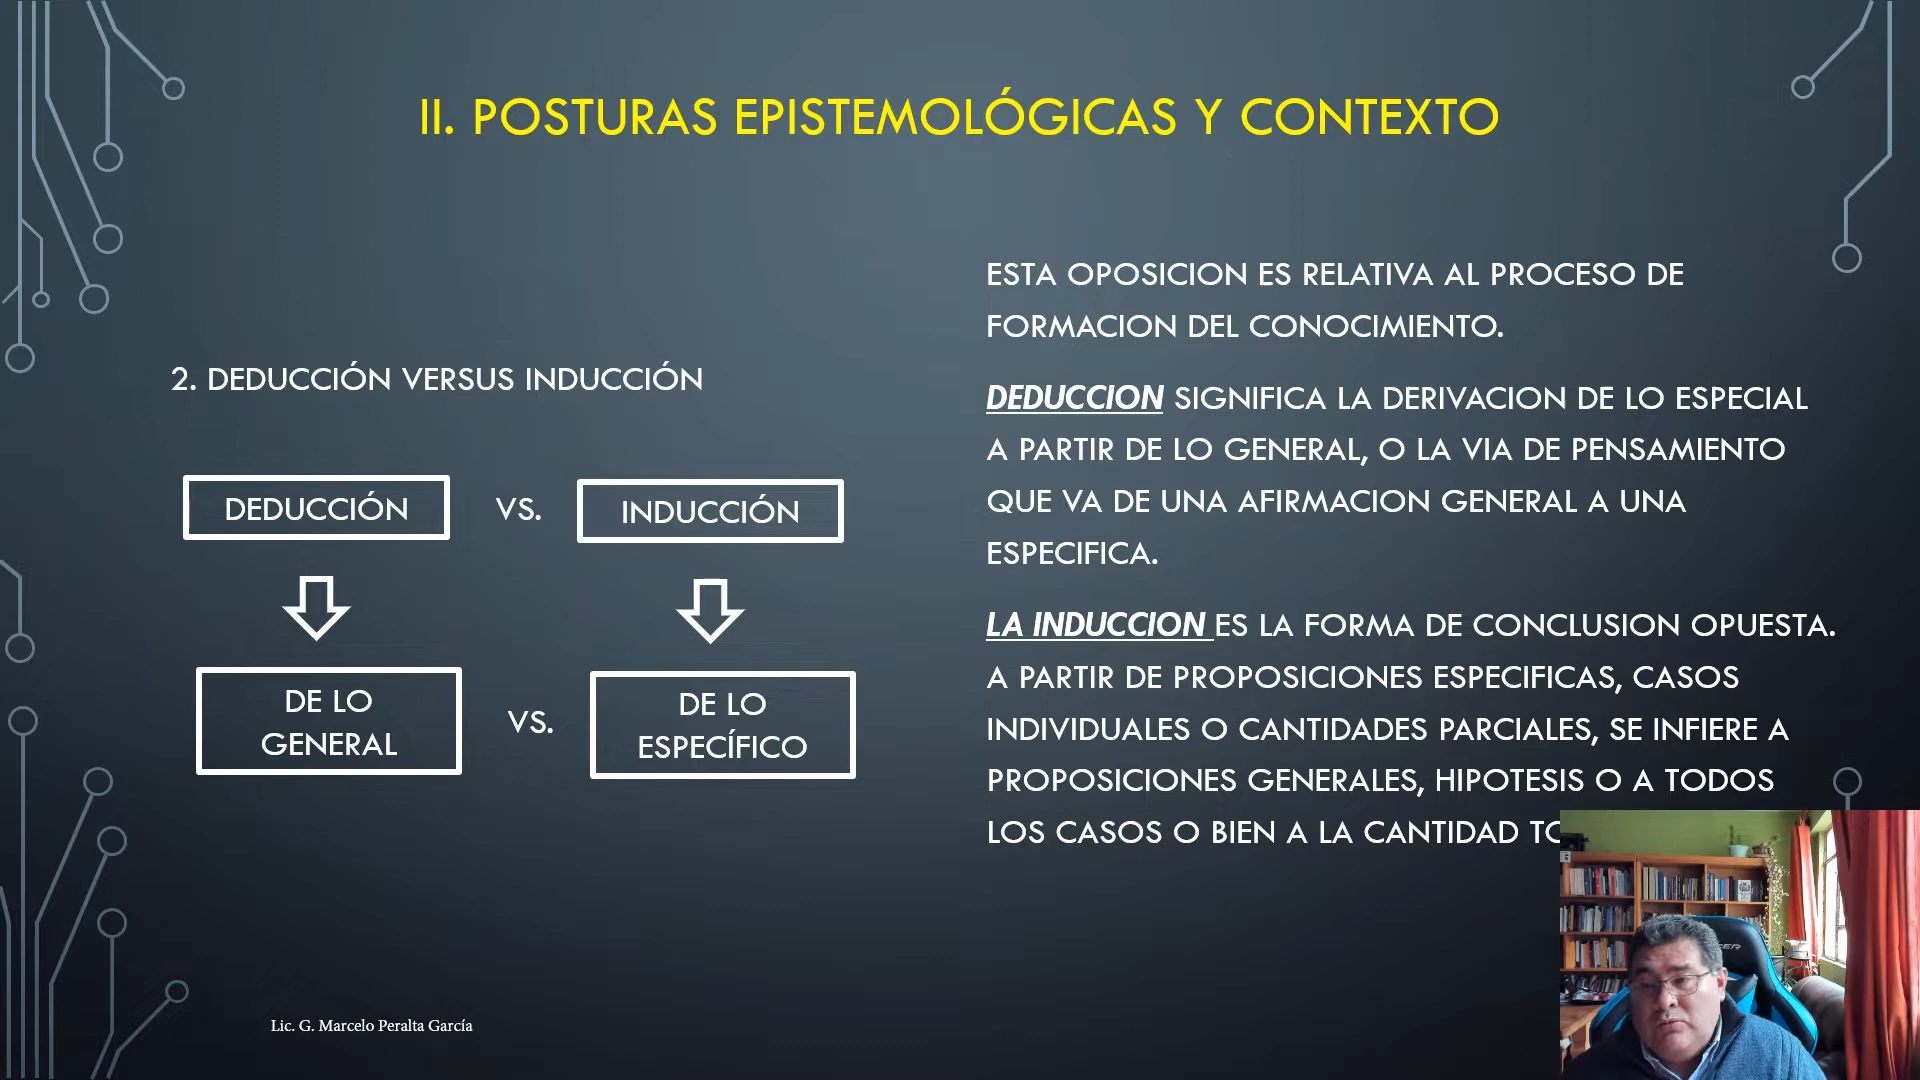 II. POSTURAS EPISTEMOLÓGICAS Y CONTEXTO
2. DEDUCCIÓN VERSUS INDUCCIÓN
DEDUCCIÓN
VS.
INDUCCIÓN
DE LO
GENERAL
VS.
DE LO
ESPECÍFICO
ESTA OPOSICION ES RELATIVA AL PROCESO DE
FORMACION DEL CONOCIMIENTO.
DEDUCCION SIGNIFICA LA DERIVACION DE LO ESPECIAL
A PARTIR DE LO GENERAL, O LA VIA DE PENSAMIENTO
QUE VA DE UNA AFIRMACION GENERAL A UNA
ESPECIFICA.
LA INDUCCION ES LA FORMA DE CONCLUSION OPUESTA.
A PARTIR DE PROPOSICIONES ESPECIFICAS, CASOS
INDIVIDUALES O CANTIDADES PARCIALES, SE INFIERE A
PROPOSICIONES GENERALES, HIPOTESIS O A TODOS
LOS CASOS O BIEN A LA CANTIDAD
Lic. G. Marcelo Peralta García